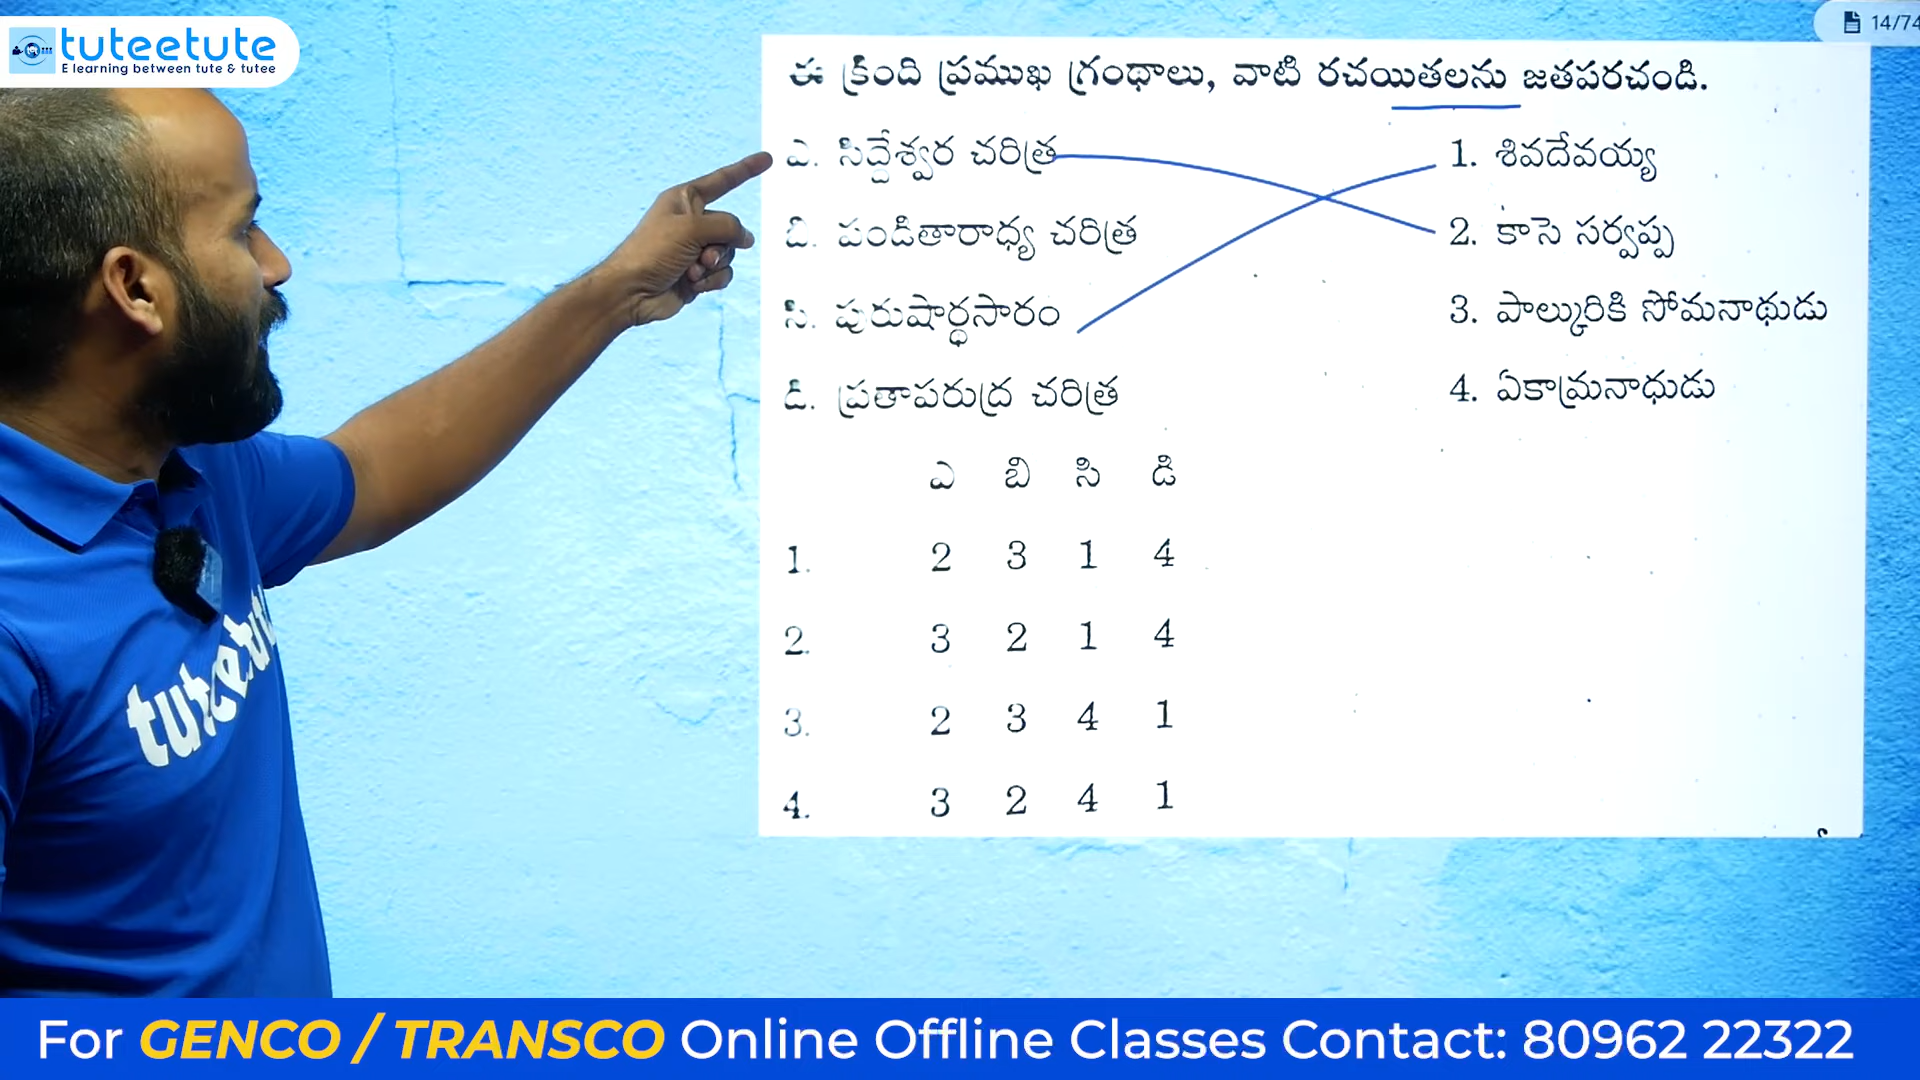 tuteetute
E learning between tute & tutee
14/74
ఈ క్రింది ప్రముఖ గ్రంథాలు, వాటి రచయితలను జతపరచండి.
ఎ. సిద్దేశ్వర చరిత్ర
1. శివదేవయ్య
బి. పండితారాధ్య చరిత్ర
2. కాసె సర్వప్ప
సి. పురుషార్థసారం
3. పాల్కురికి సోమనాథుడు
డి. ప్రతాపరుద్ర చరిత్ర
4. ఏకామ్రనాధుడు
ఎ బి సి డి
1. 2 3 1 4
2. 3 2 1 4
3. 2 3 4 1
4. 3 2 4 1
tuteetut
For GENCO / TRANSCO Online Offline Classes Contact: 80962 22322